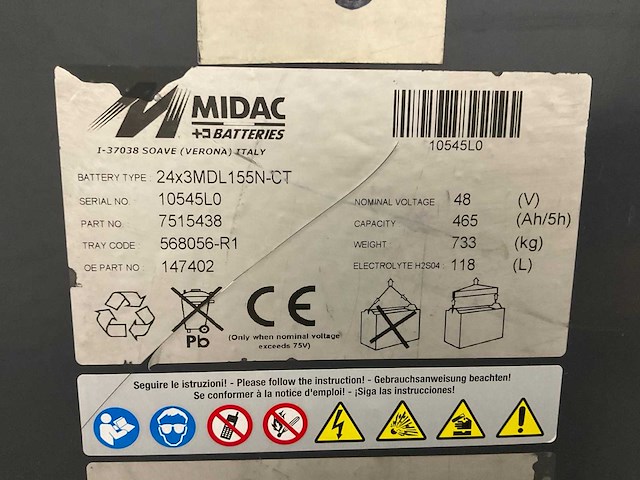 MIDAC
BATTERIES
I-37038 SOAVE (VERONA) ITALY
10545L0
BATTERY TYPE : 24x3MDL155N-CT
SERIAL NO. 10545L0
PART NO. 7515438
TRAY CODE 568056-R1
OE PART NO 147402
NOMINAL VOLTAGE : 48 (V)
CAPACITY : 465 (Ah/5h)
WEIGHT : 733 (kg)
ELECTROLYTE H2S04 : 118 (L)
Pb
CE
(Only when nominal voltage
exceeds 75V)
Seguire le istruzioni! - Please follow the instruction! - Gebrauchsanweisung beachten!
Se conformer à la notice d'emploi! - ¡Siga las instrucciones!